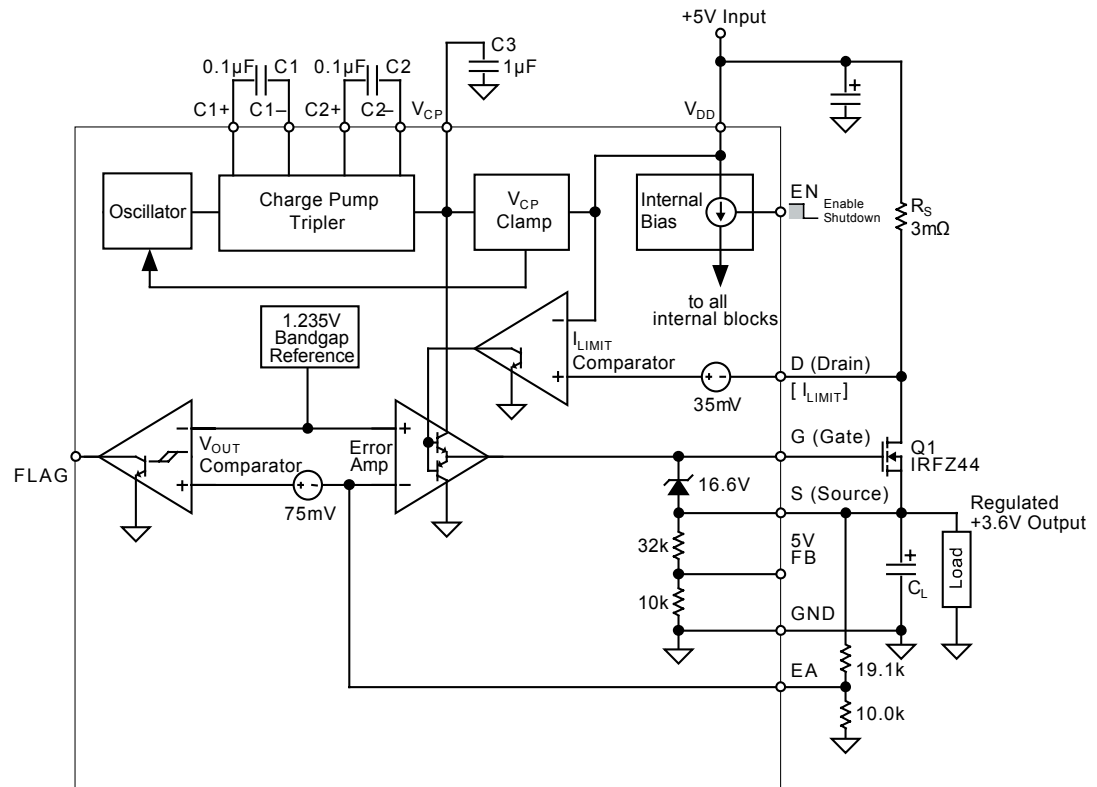 +5V Input
C3
1µF
0.1µF C1
0.1µF C2
C1+ C1– C2+ C2– VCP
VDD
Oscillator
Charge Pump
Tripler
VCP
Clamp
Internal
Bias
EN
Enable
Shutdown
RS
3mΩ
to all
internal blocks
1.235V
Bandgap
Reference
–
+
ILIMIT
Comparator
+ -
35mV
D (Drain)
[ ILIMIT]
–
+
VOUT
Comparator
FLAG
+ -
75mV
Error
Amp
+
–
G (Gate)
Q1
IRFZ44
16.6V
S (Source)
Regulated
+3.6V Output
32k
5V
FB
10k
+
CL
Load
GND
19.1k
EA
10.0k
+